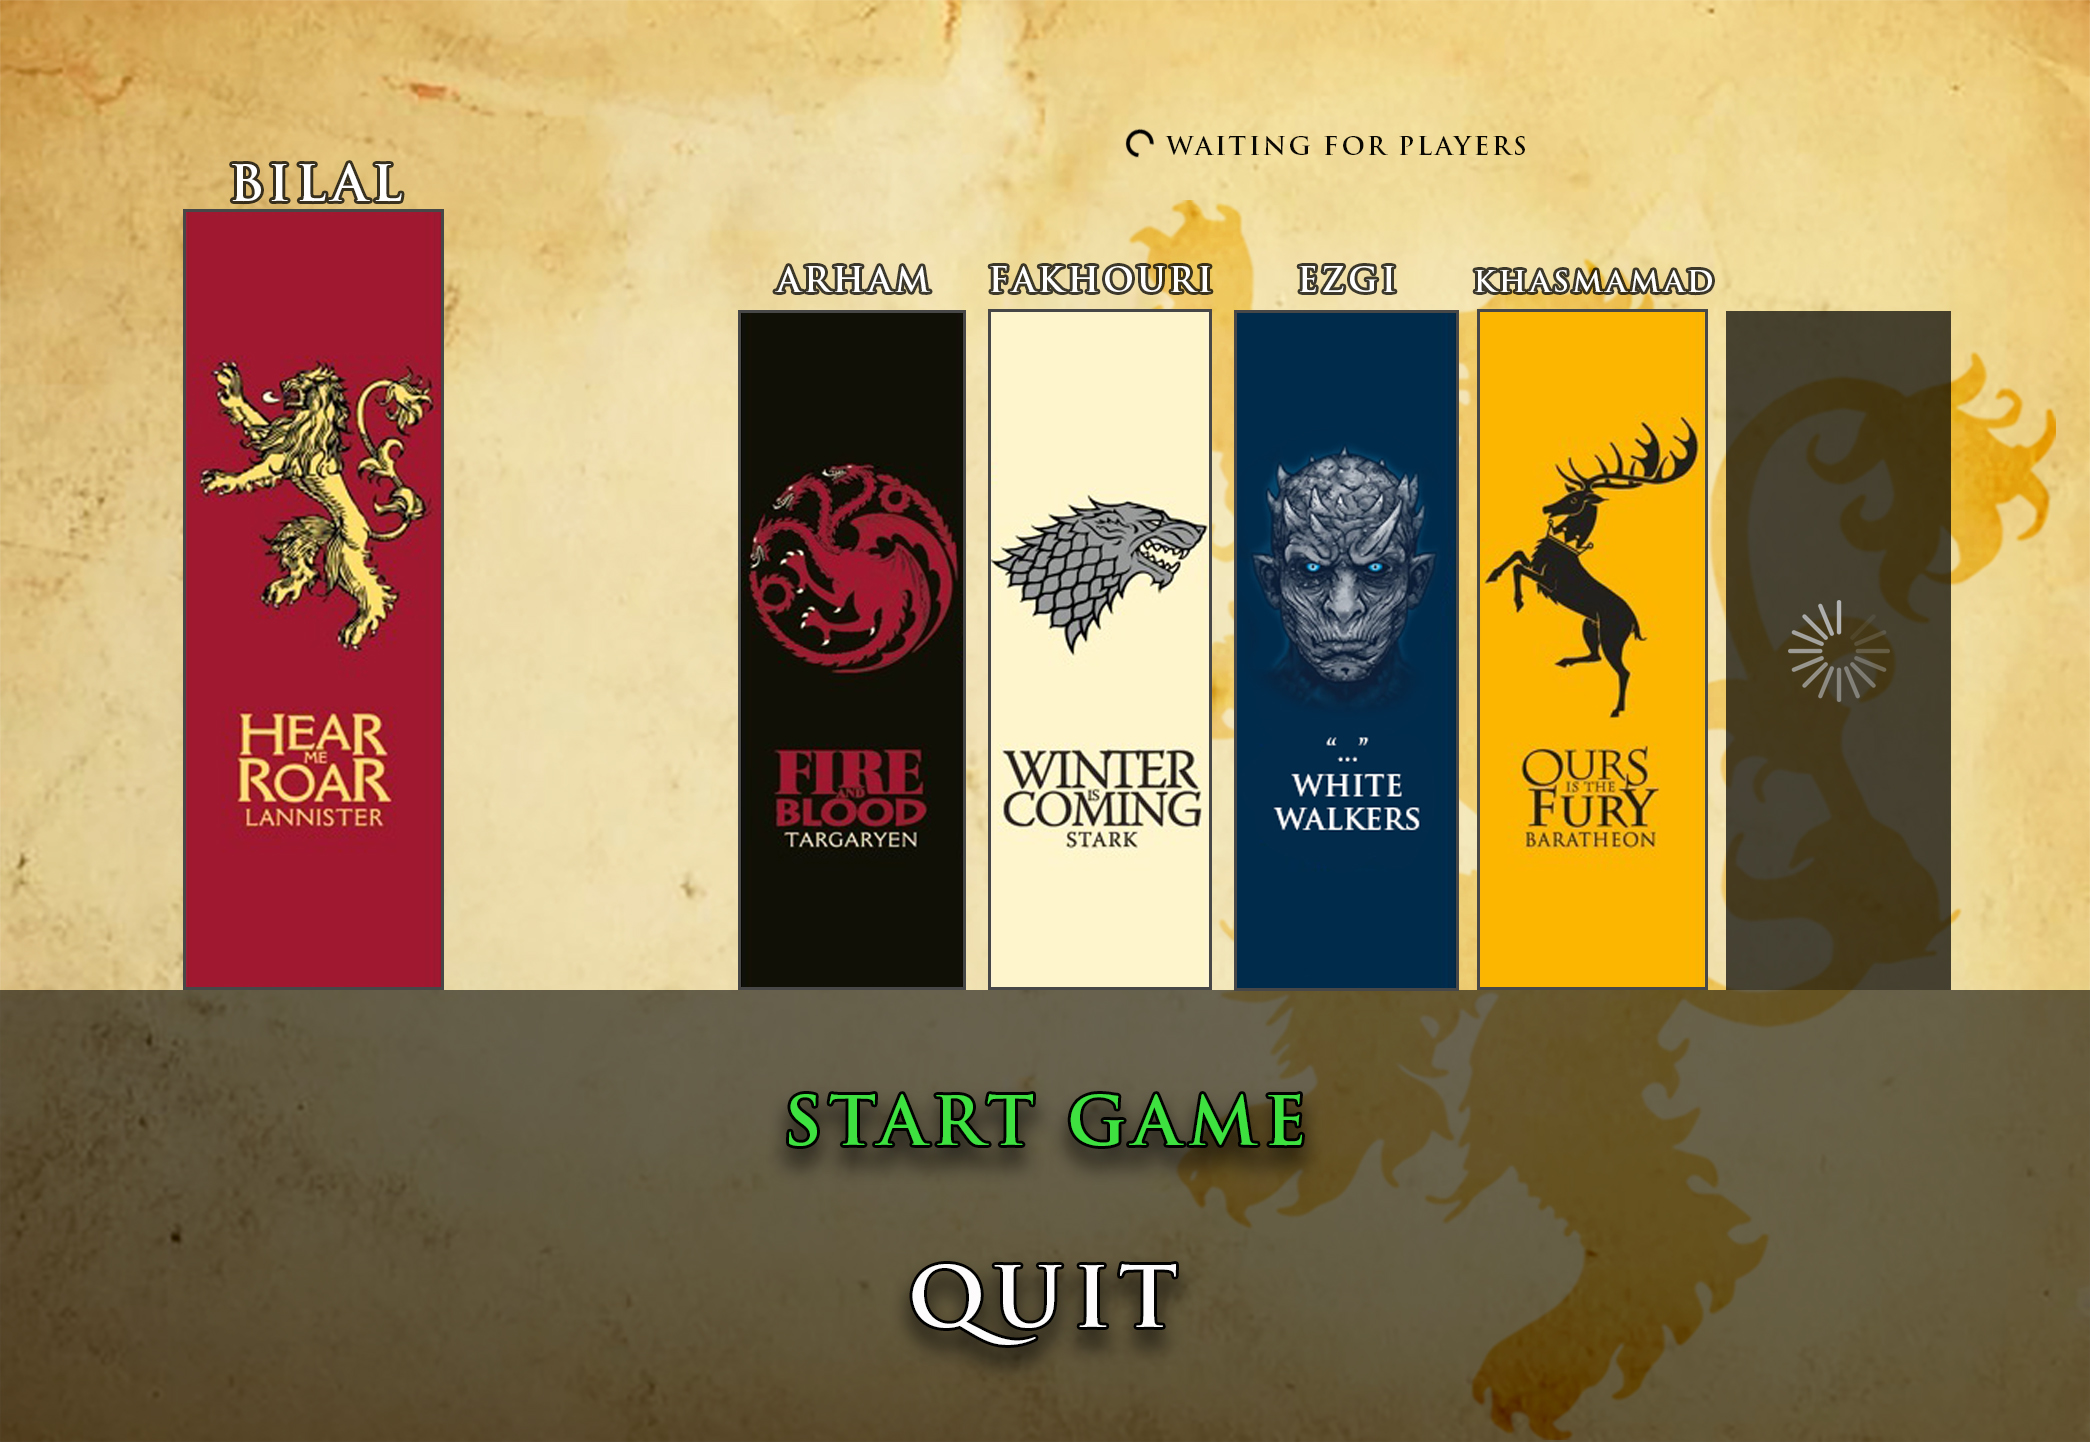 WAITING FOR PLAYERS
BILAL
ARHAM
FAKHOURI
EZGI
KHASMAMAD
HEAR
ME
ROAR
LANNISTER
FIRE
AND
BLOOD
TARGARYEN
WINTER
IS
COMING
STARK
“ ... ”
WHITE
WALKERS
OURS
IS THE
FURY
BARATHEON
START GAME
QUIT